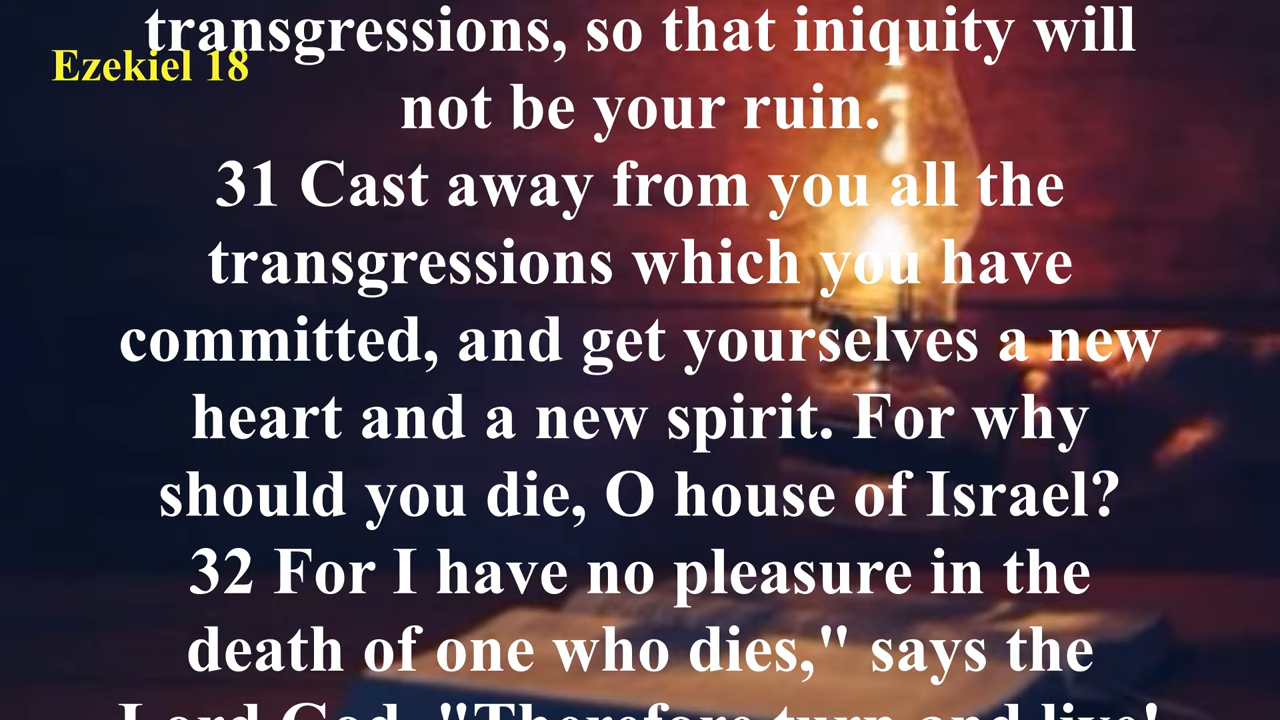 transgressions, so that iniquity will
Ezekiel 18
not be your ruin.
31 Cast away from you all the
transgressions which you have
committed, and get yourselves a new
heart and a new spirit. For why
should you die, O house of Israel?
32 For I have no pleasure in the
death of one who dies," says the
Lord God. "Therefore turn and live!